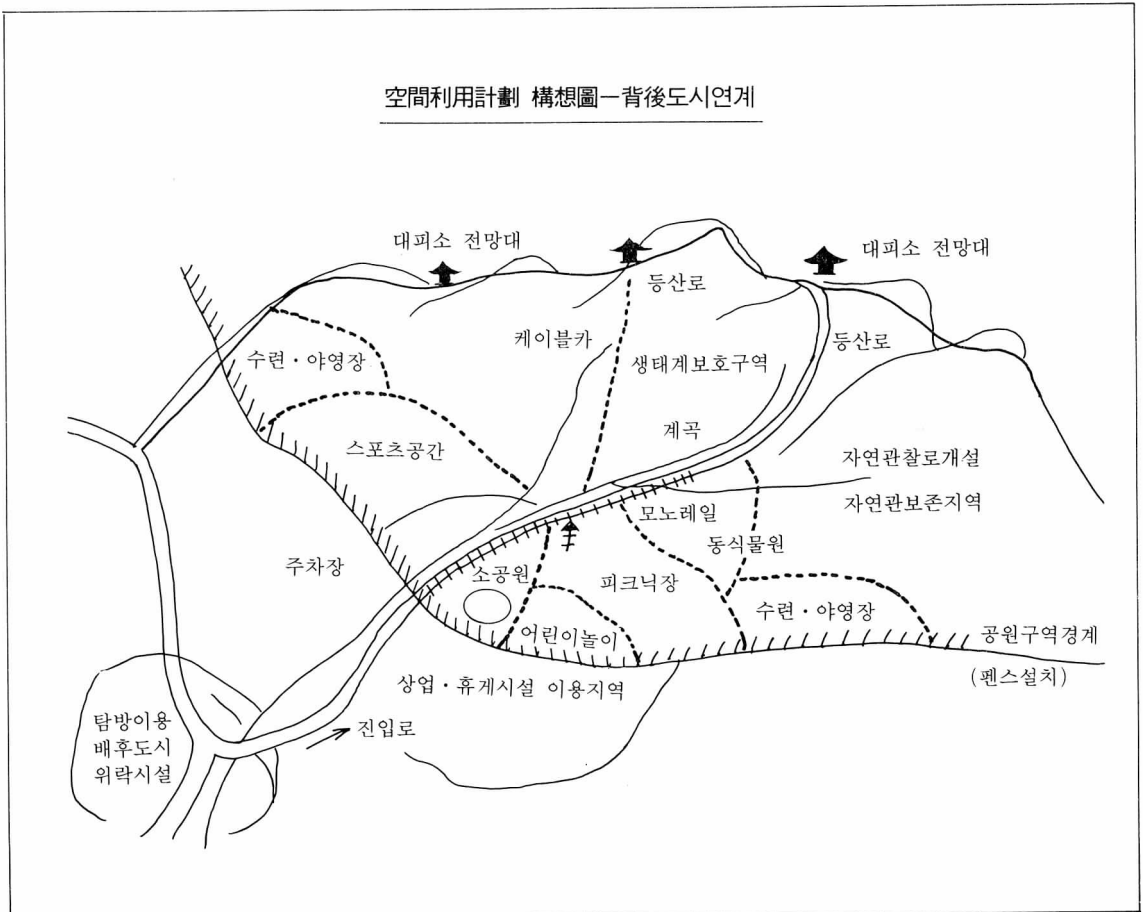 空間利用計劃 構想圖—背後도시연계
대피소 전망대
대피소 전망대
등산로
케이블카
등산로
수련·야영장
생태계보호구역
계곡
스포츠공간
자연관찰로개설
자연관보존지역
모노레일
동식물원
주차장
소공원
피크닉장
수련·야영장
어린이놀이
공원구역경계
(펜스설치)
상업·휴게시설 이용지역
탐방이용
배후도시
위락시설
진입로